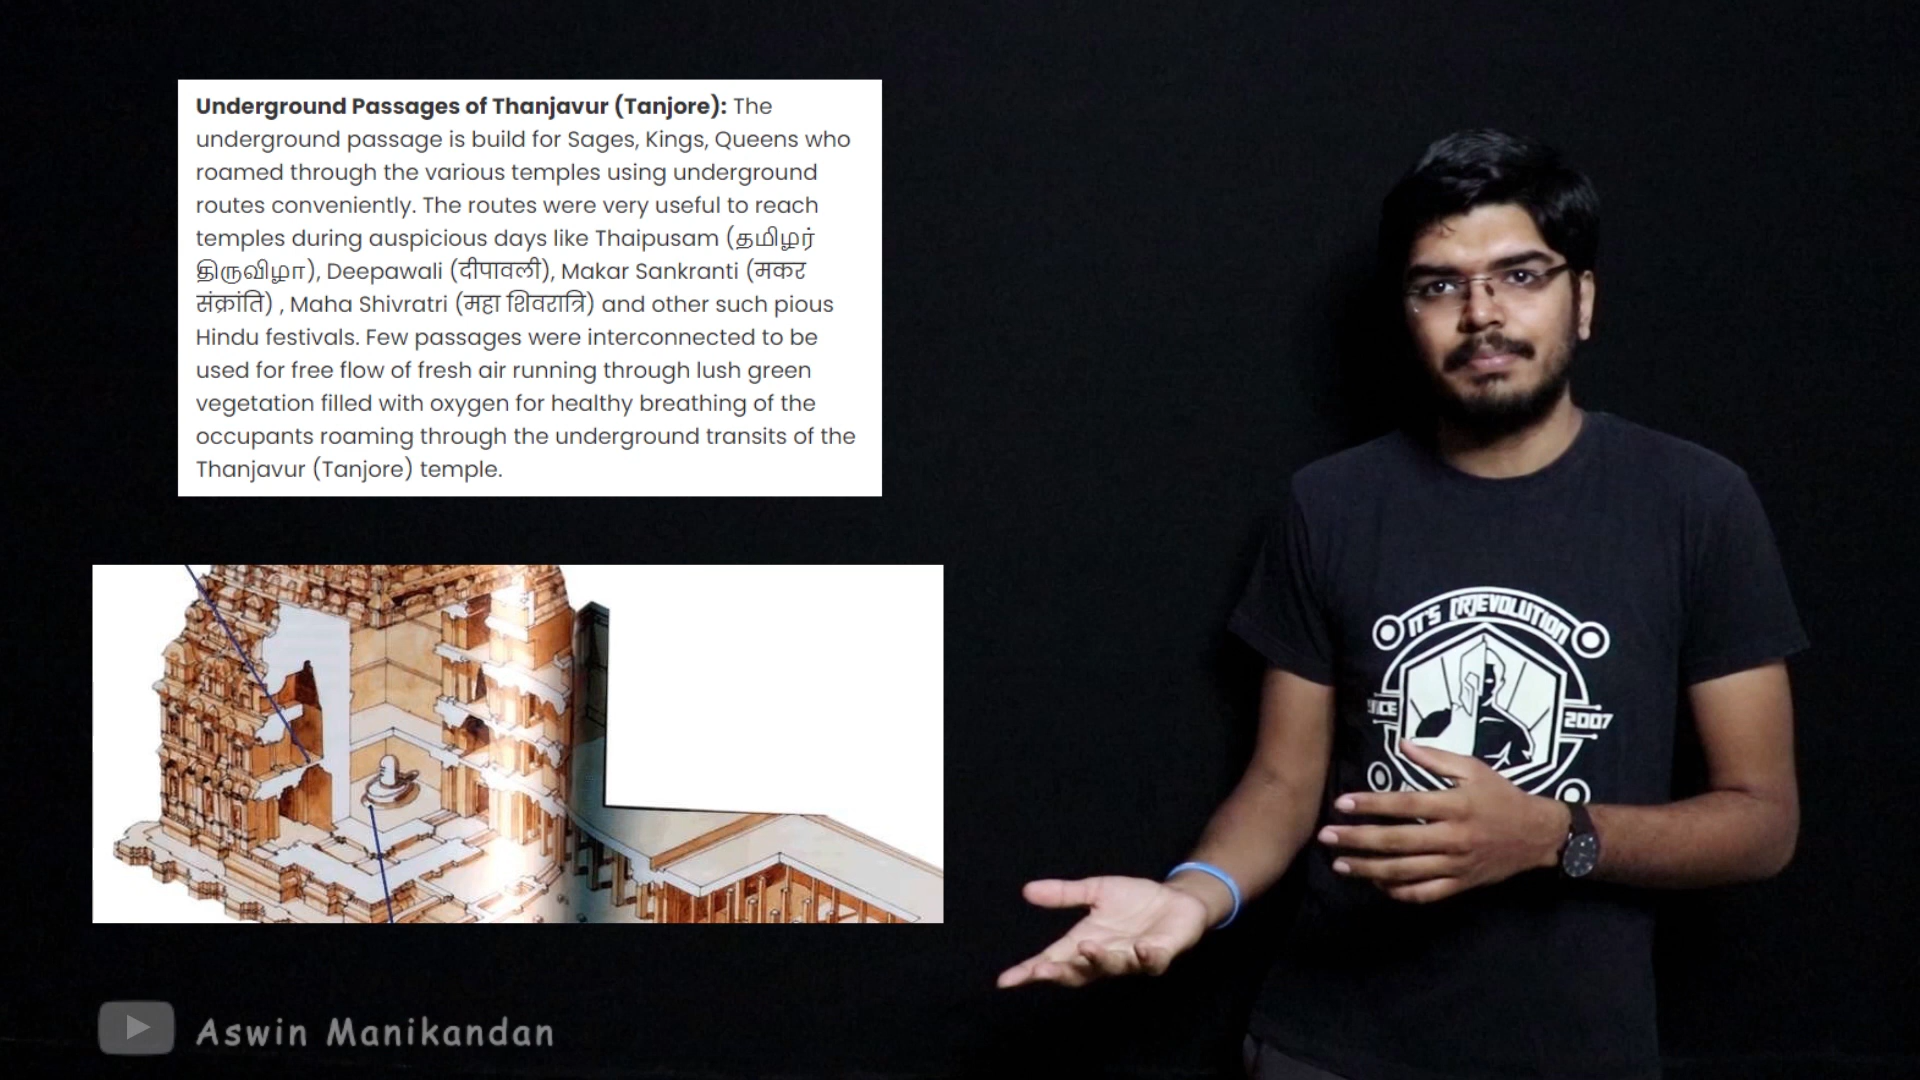 Underground Passages of Thanjavur (Tanjore): The
underground passage is build for Sages, Kings, Queens who
roamed through the various temples using underground
routes conveniently. The routes were very useful to reach
temples during auspicious days like Thaipusam (தமிழர்
திருவிழா), Deepawali (दीपावली), Makar Sankranti (मकर
संक्रांति) , Maha Shivratri (महा शिवरात्रि) and other such pious
Hindu festivals. Few passages were interconnected to be
used for free flow of fresh air running through lush green
vegetation filled with oxygen for healthy breathing of the
occupants roaming through the underground transits of the
Thanjavur (Tanjore) temple.
IT'S [R]EVOLUTION
2007
Aswin Manikandan